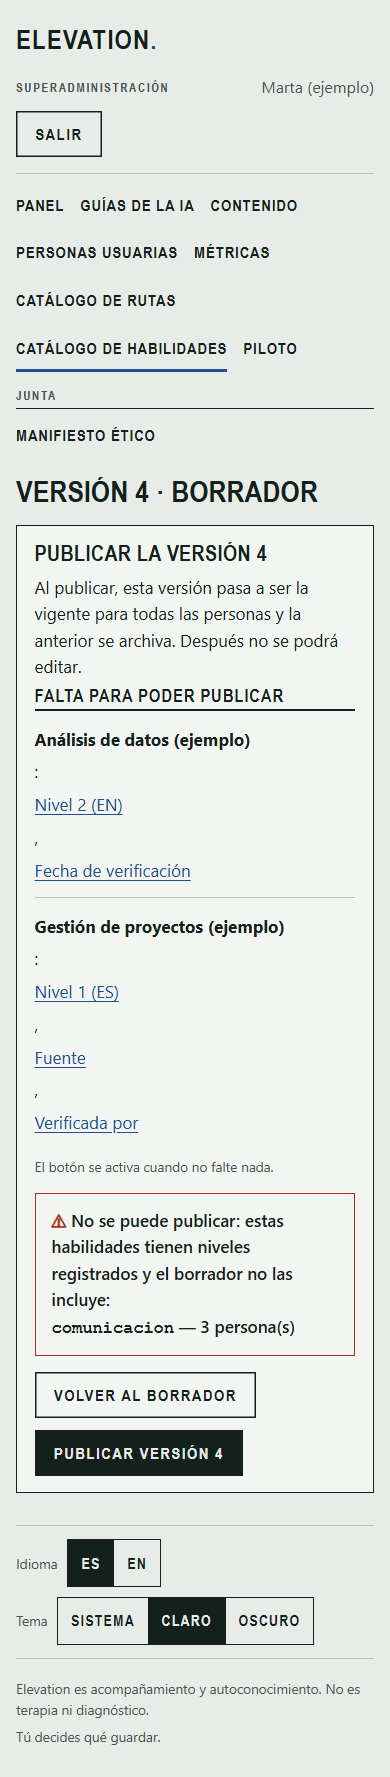 ELEVATION.
SUPERADMINISTRACIÓN
Marta (ejemplo)
SALIR
PANEL GUÍAS DE LA IA CONTENIDO
PERSONAS USUARIAS MÉTRICAS
CATÁLOGO DE RUTAS
CATÁLOGO DE HABILIDADES PILOTO
JUNTA
MANIFIESTO ÉTICO
VERSIÓN 4 · BORRADOR
PUBLICAR LA VERSIÓN 4
Al publicar, esta versión pasa a ser la
vigente para todas las personas y la
anterior se archiva. Después no se podrá
editar.
FALTA PARA PODER PUBLICAR
Análisis de datos (ejemplo)
:
Nivel 2 (EN)
,
Fecha de verificación
Gestión de proyectos (ejemplo)
:
Nivel 1 (ES)
,
Fuente
,
Verificada por
El botón se activa cuando no falte nada.
⚠ No se puede publicar: estas
habilidades tienen niveles
registrados y el borrador no las
incluye:
comunicacion — 3 persona(s)
VOLVER AL BORRADOR
PUBLICAR VERSIÓN 4
Idioma ES EN
Tema SISTEMA CLARO OSCURO
Elevation es acompañamiento y autoconocimiento. No es
terapia ni diagnóstico.
Tú decides qué guardar.